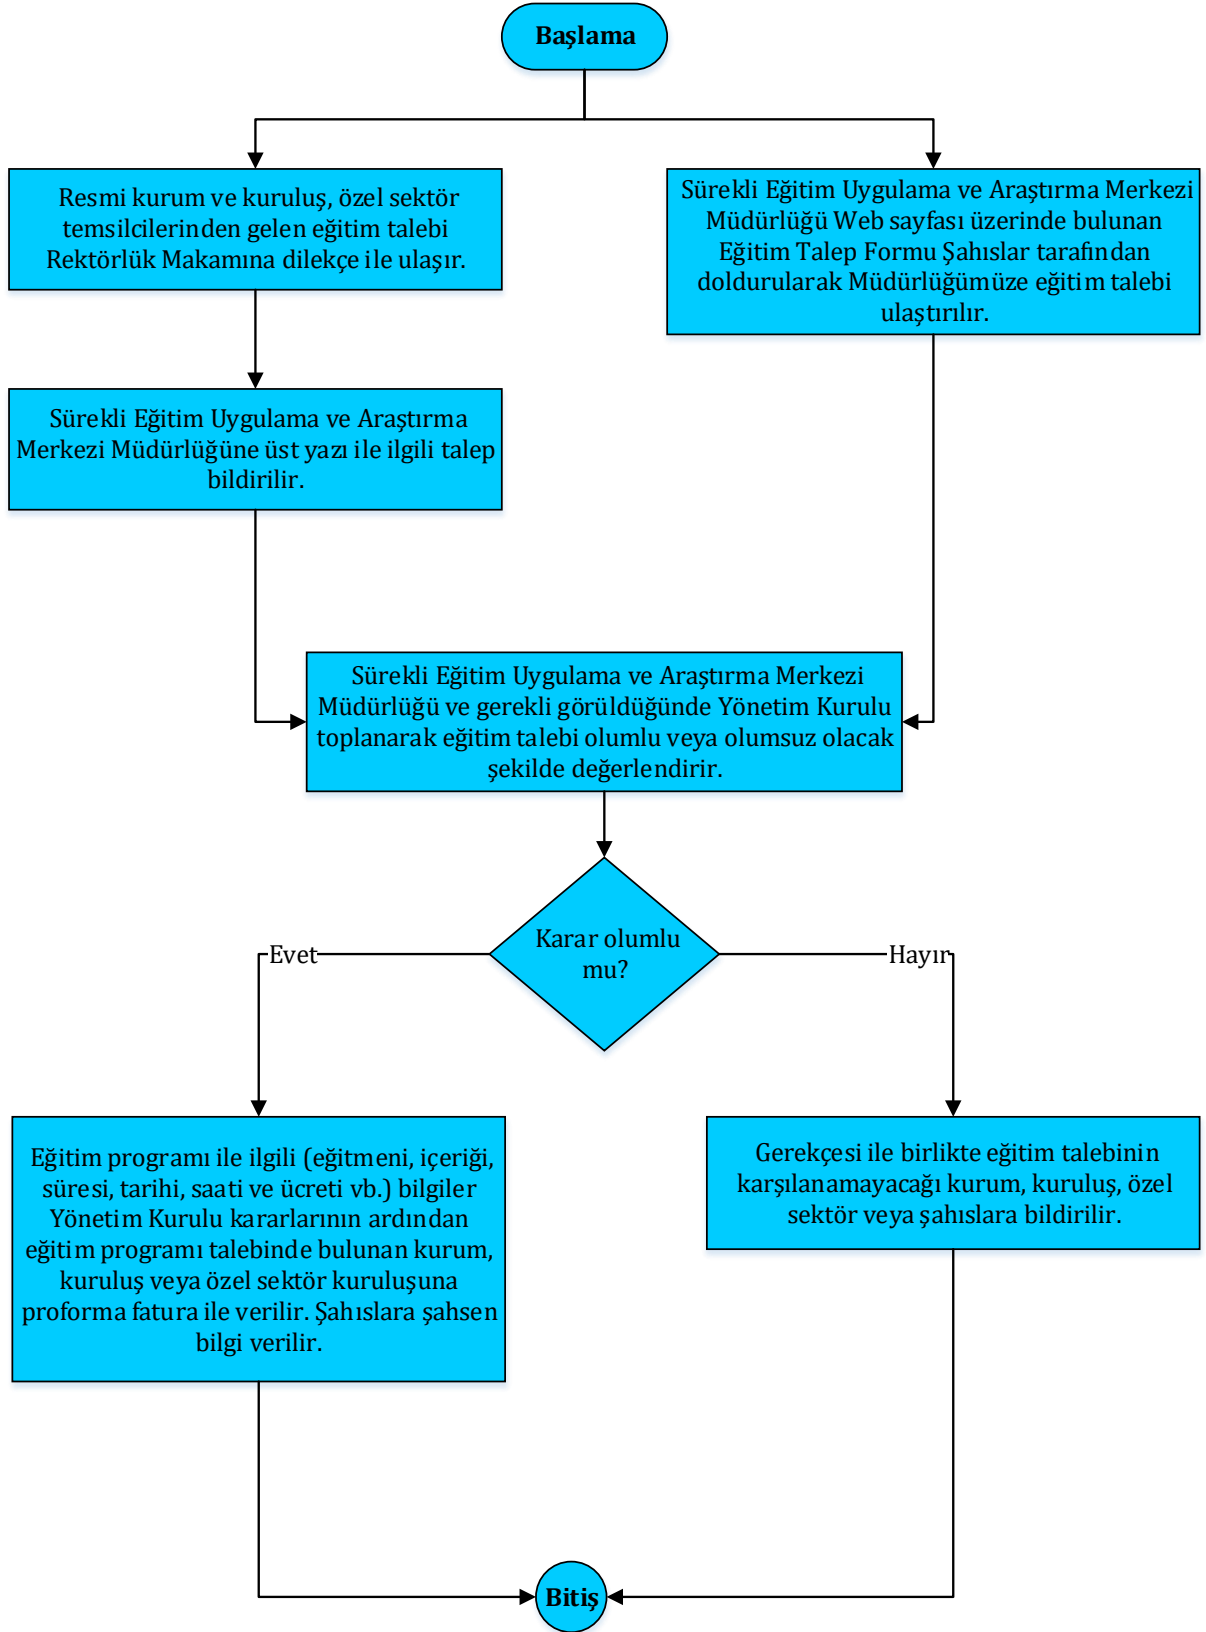 Başlama
Resmi kurum ve kuruluş, özel sektör
temsilcilerinden gelen eğitim talebi
Rektörlük Makamına dilekçe ile ulaşır.
Sürekli Eğitim Uygulama ve Araştırma Merkezi
Müdürlüğü Web sayfası üzerinde bulunan
Eğitim Talep Formu Şahıslar tarafından
doldurularak Müdürlüğümüze eğitim talebi
ulaştırılır.
Sürekli Eğitim Uygulama ve Araştırma
Merkezi Müdürlüğüne üst yazı ile ilgili talep
bildirilir.
Sürekli Eğitim Uygulama ve Araştırma Merkezi
Müdürlüğü ve gerekli görüldüğünde Yönetim Kurulu
toplanarak eğitim talebi olumlu veya olumsuz olacak
şekilde değerlendirir.
Karar olumlu
mu?
Evet
Hayır
Eğitim programı ile ilgili (eğitmeni, içeriği,
süresi, tarihi, saati ve ücreti vb.) bilgiler
Yönetim Kurulu kararlarının ardından
eğitim programı talebinde bulunan kurum,
kuruluş veya özel sektör kuruluşuna
proforma fatura ile verilir. Şahıslara şahsen
bilgi verilir.
Gerekçesi ile birlikte eğitim talebinin
karşılanamayacağı kurum, kuruluş, özel
sektör veya şahıslara bildirilir.
Bitiş